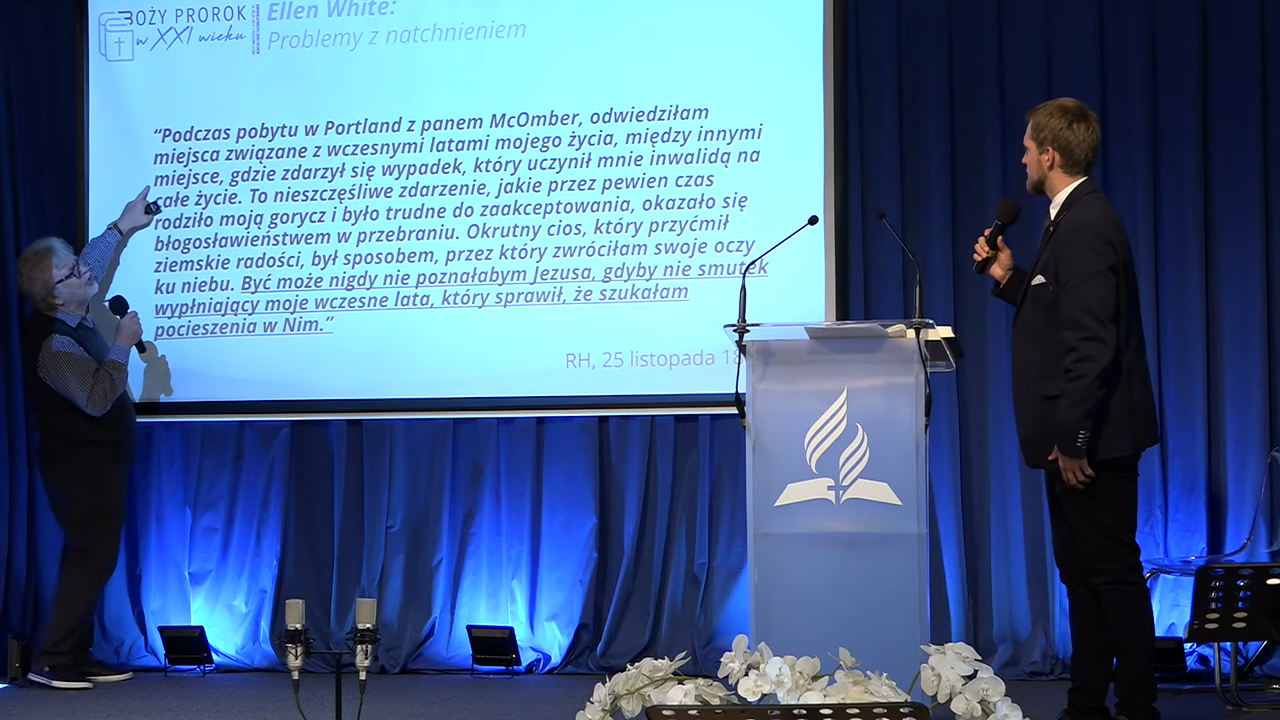 BOŻY PROROK
w XXI wieku
Ellen White:
Problemy z natchnieniem
“Podczas pobytu w Portland z panem McOmber, odwiedziłam
miejsca związane z wczesnymi latami mojego życia, między innymi
miejsce, gdzie zdarzył się wypadek, który uczynił mnie inwalidą na
całe życie. To nieszczęśliwe zdarzenie, jakie przez pewien czas
rodziło moją gorycz i było trudne do zaakceptowania, okazało się
błogosławieństwem w przebraniu. Okrutny cios, który przyćmił
ziemskie radości, był sposobem, przez który zwróciłam swoje oczy
ku niebu. Być może nigdy nie poznałabym Jezusa, gdyby nie smutek
wypłniający moje wczesne lata, który sprawił, że szukałam
pocieszenia w Nim.”
RH, 25 listopada